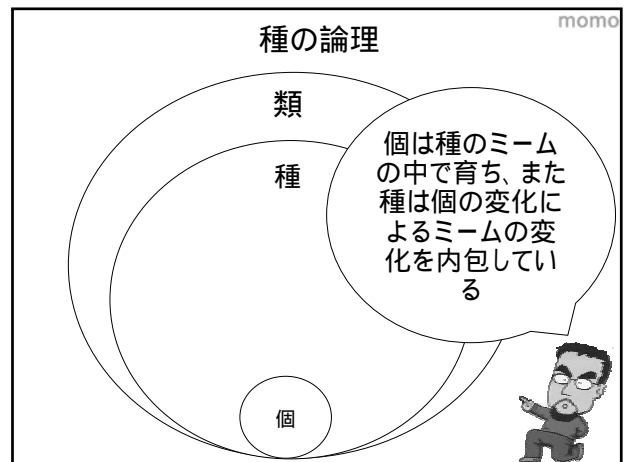 momo
種の論理
類
種
個は種のミーム
の中で育ち、また
種は個の変化に
よるミームの変
化を内包してい
る
個